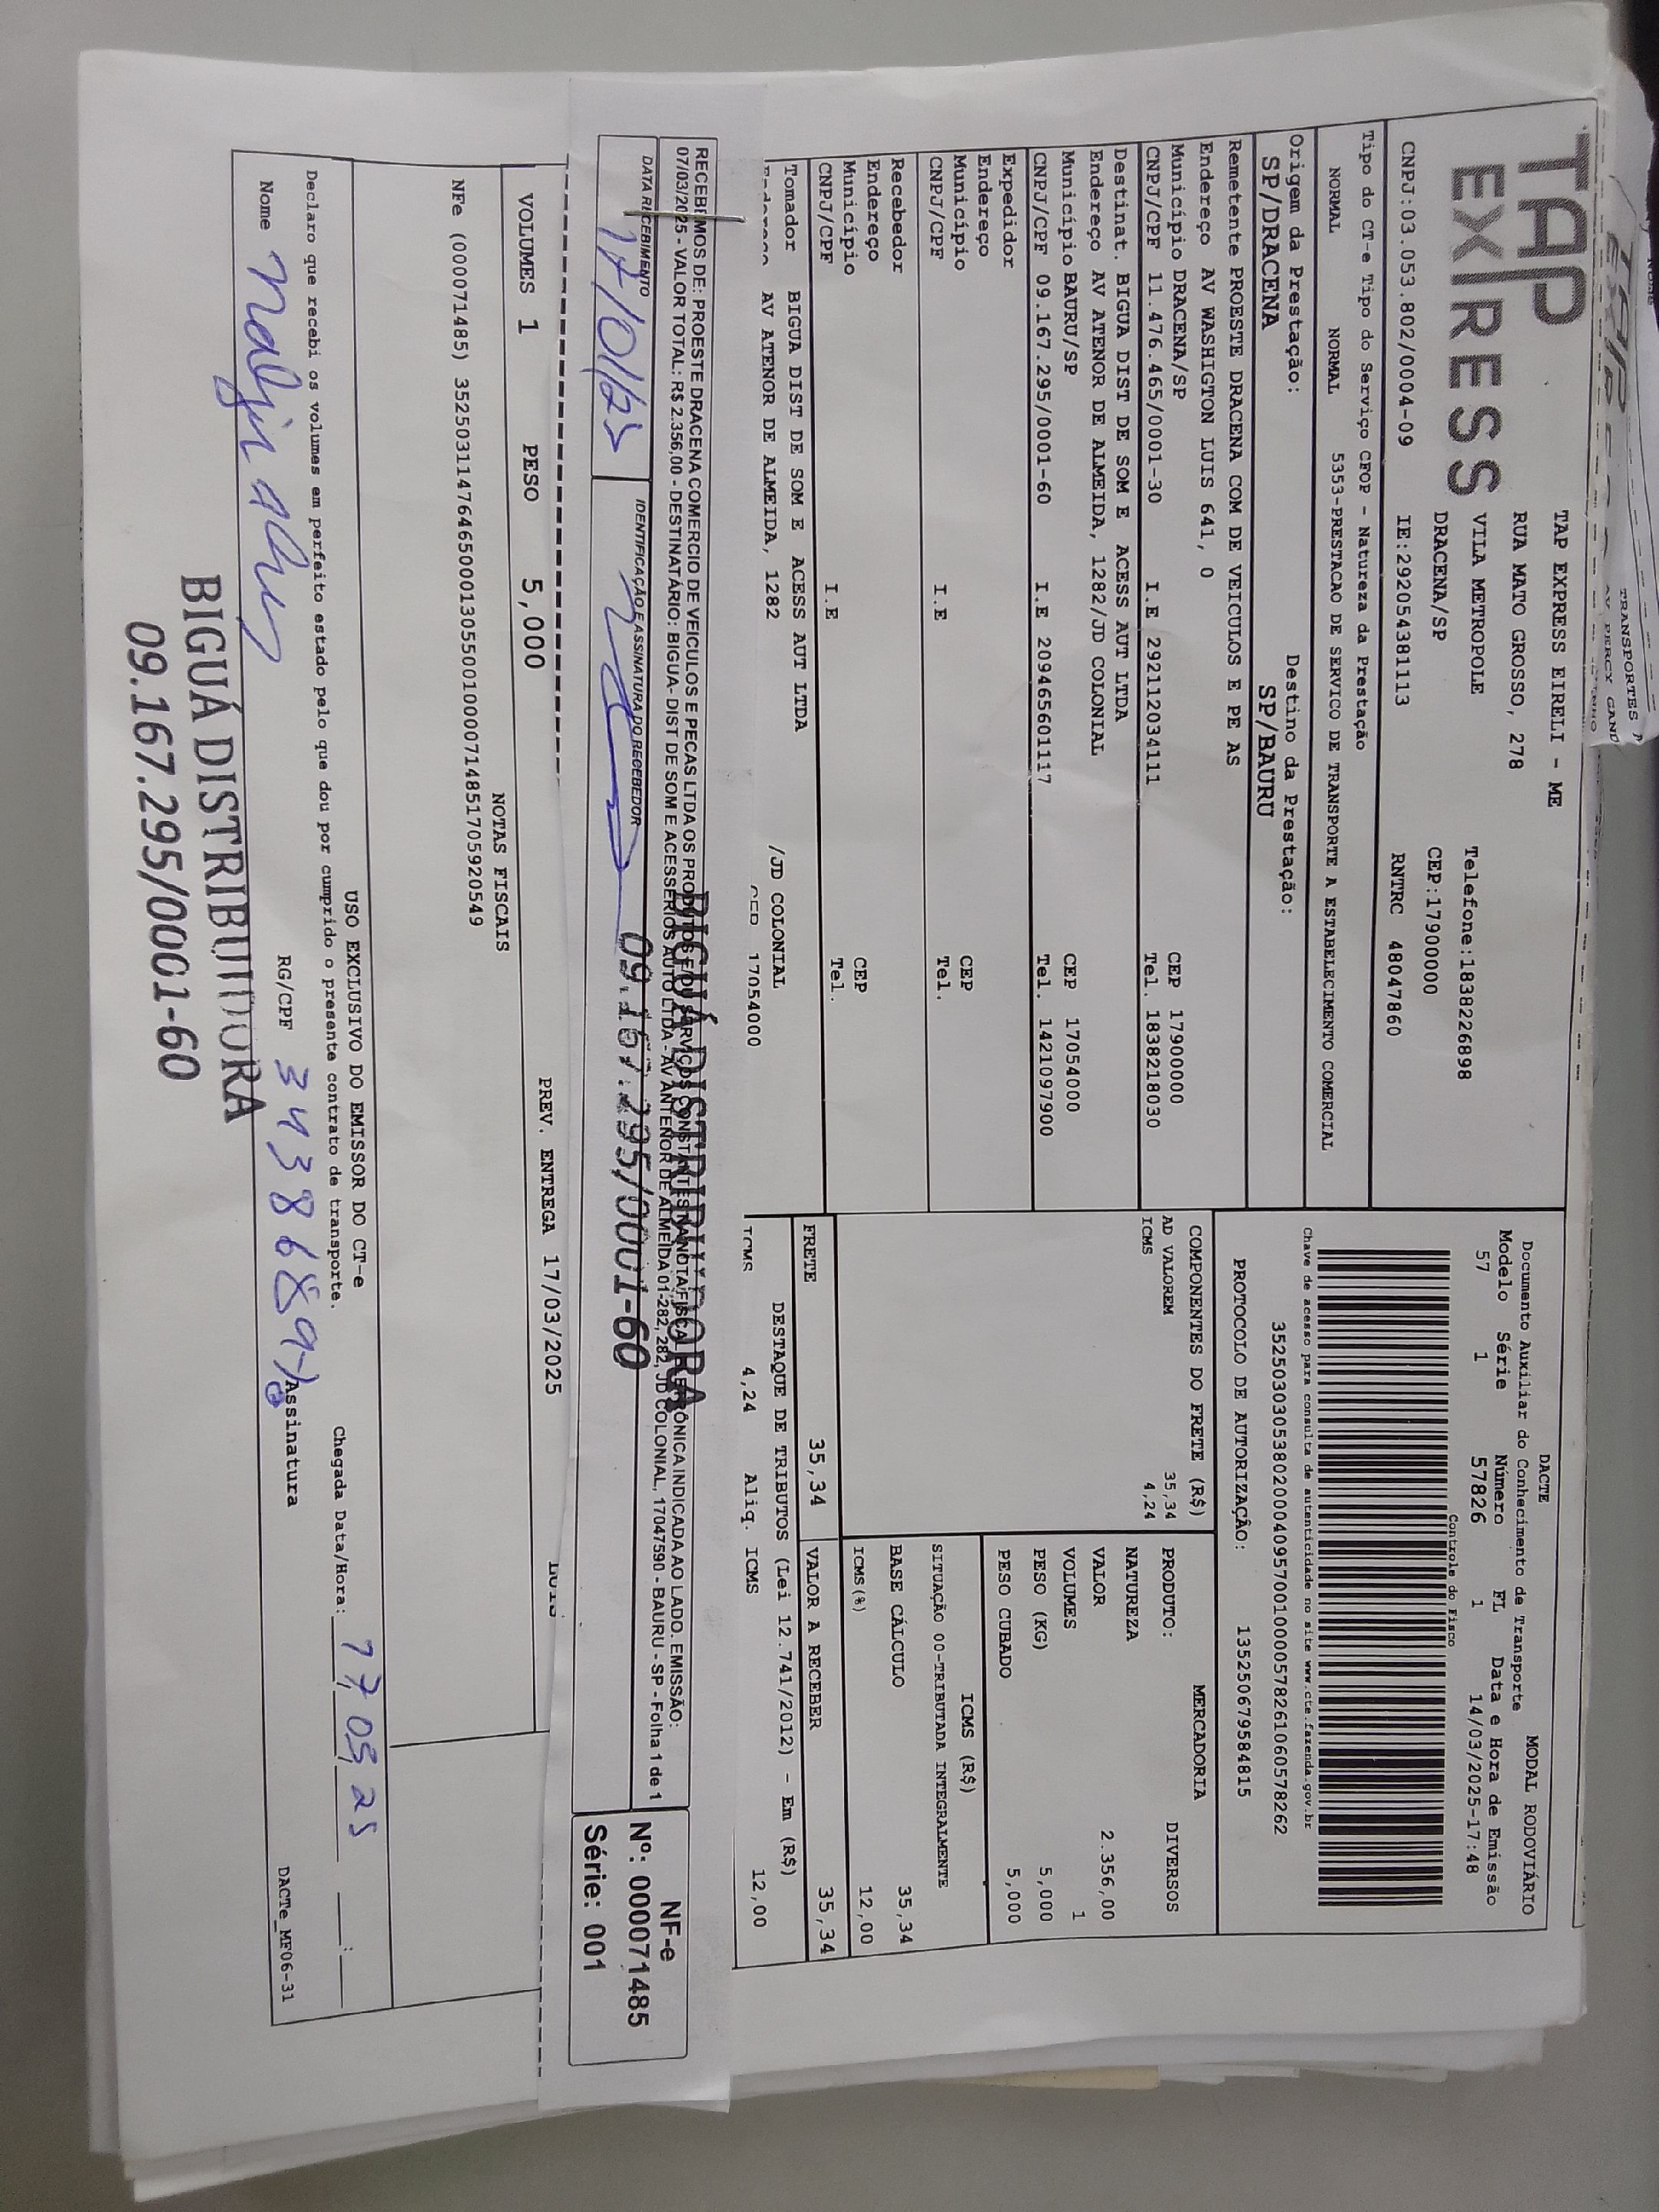 TRANSPORTES
AV PERCY GAND
TAP
EXPRESS
TAP EXPRESS EIRELI - ME
RUA MATO GROSSO, 278
VILA METROPOLE
DRACENA/SP
Telefone:1838226898
CEP:17900000
CNPJ:03.053.802/0004-09 IE:292054381113 RNTRC 48047860
DACTE
Documento Auxiliar do Conhecimento de Transporte
MODAL RODOVIÁRIO
Modelo Série Número FL Data e Hora de Emissão
57 1 57826 1 14/03/2025-17:48
Controle do Fisco
Chave de acesso para consulta de autenticidade no site www.cte.fazenda.gov.br
35250303053802000409570010000578261060578262
PROTOCOLO DE AUTORIZAÇÃO: 135250679584815
Tipo do CT-e Tipo do Serviço CFOP - Natureza da Prestação
NORMAL NORMAL 5353-PRESTACAO DE SERVICO DE TRANSPORTE A ESTABELECIMENTO COMERCIAL
Origem da Prestação: Destino da Prestação:
SP/DRACENA SP/BAURU
Remetente PROESTE DRACENA COM DE VEICULOS E PE AS
Endereço AV WASHINGTON LUIS 641, 0
Município DRACENA/SP CEP 17900000
CNPJ/CPF 11.476.465/0001-30 I.E 292112034111 Tel. 1838218030
Destinat. BIGUA DIST DE SOM E ACESS AUT LTDA
Endereço AV ATENOR DE ALMEIDA, 1282/JD COLONIAL
Município BAURU/SP CEP 17054000
CNPJ/CPF 09.167.295/0001-60 I.E 209465601117 Tel. 1421097900
Expedidor
Endereço
Município CEP
CNPJ/CPF I.E Tel.
Recebedor
Endereço
Município CEP
CNPJ/CPF I.E Tel.
Tomador BIGUA DIST DE SOM E ACESS AUT LTDA
Endereço AV ATENOR DE ALMEIDA, 1282 /JD COLONIAL
CEP 17054000
COMPONENTES DO FRETE (R$)
AD VALOREM 35,34
ICMS 4,24
MERCADORIA
PRODUTO: DIVERSOS
NATUREZA
VALOR 2.356,00
VOLUMES 1
PESO (KG) 5,000
PESO CUBADO 5,000
ICMS (R$)
SITUAÇÃO 00-TRIBUTADA INTEGRALMENTE
BASE CÁLCULO 35,34
ICMS(%) 12,00
FRETE 35,34 VALOR A RECEBER 35,34
DESTAQUE DE TRIBUTOS (Lei 12.741/2012) - Em (R$)
ICMS 4,24 Aliq. ICMS 12,00
RECEBEMOS DE: PROESTE DRACENA COMERCIO DE VEICULOS E PECAS LTDA OS PRODUTOS E/OU SERVIÇOS CONSTANTES NA NOTA FISCAL ELETRÔNICA INDICADA AO LADO. EMISSÃO:
07/03/2025 - VALOR TOTAL: R$ 2.356,00 - DESTINATÁRIO: BIGUA- DIST DE SOM E ACESSERIOS AUTO LTDA - AV ANTENOR DE ALMEIDA 01-282, 282, JD COLONIAL, 17047590 - BAURU - SP - Folha 1 de 1
DATA RECEBIMENTO IDENTIFICAÇÃO E ASSINATURA DO RECEBEDOR
BIGUÁ DISTRIBUIDORA
09.167.295/0001-60
NF-e
Nº: 000071485
Série: 001
VOLUMES 1 PESO 5,000 PREV. ENTREGA 17/03/2025
NOTAS FISCAIS
NFe (000071485) 35250311476465000130550010000714851705920549
USO EXCLUSIVO DO EMISSOR DO CT-e
Declaro que recebi os volumes em perfeito estado pelo que dou por cumprido o presente contrato de transporte.
Chegada Data/Hora:
Nome RG/CPF Assinatura
DACTe_MF06-31
BIGUÁ DISTRIBUIDORA
09.167.295/0001-60